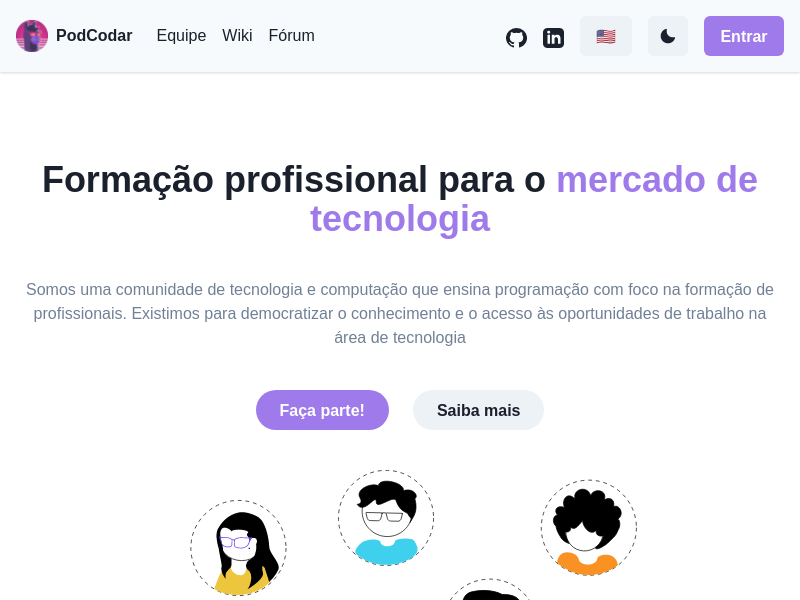 PodCodar Equipe Wiki Fórum Entrar
Formação profissional para o mercado de
tecnologia
Somos uma comunidade de tecnologia e computação que ensina programação com foco na formação de
profissionais. Existimos para democratizar o conhecimento e o acesso às oportunidades de trabalho na
área de tecnologia
Faça parte! Saiba mais